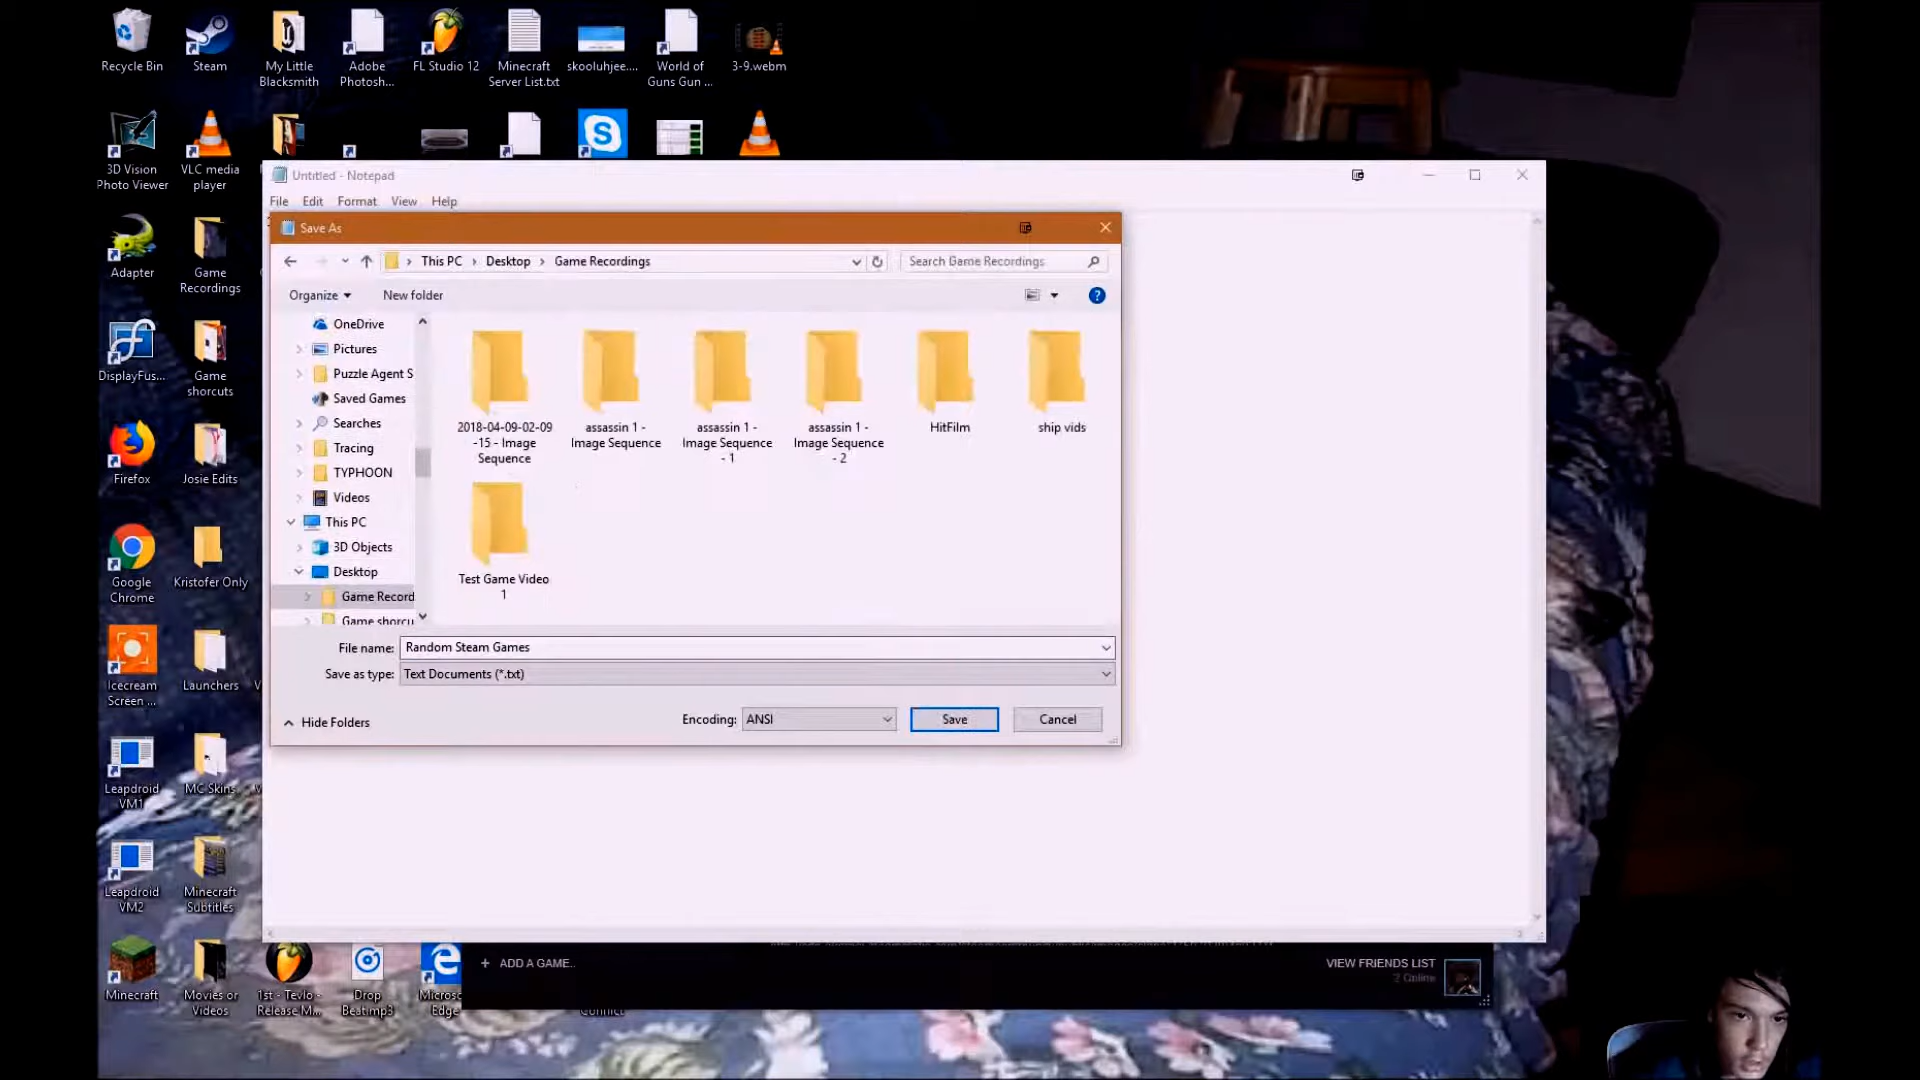 Recycle Bin
Steam
My Little
Blacksmith
Adobe
Photosh...
FL Studio 12
Minecraft
Server List.txt
skooluhjee....
World of
Guns Gun ...
3-9.webm
3D Vision
Photo Viewer
VLC media
player
Untitled - Notepad
File
Edit
Format
View
Help
Save As
This PC
Desktop
Game Recordings
Search Game Recordings
Organize
New folder
OneDrive
Pictures
Puzzle Agent S
Saved Games
Searches
Tracing
TYPHOON
Videos
This PC
3D Objects
Desktop
Game Record
Game shorcu
2018-04-09-02-09
-15 - Image
Sequence
assassin 1 -
Image Sequence
assassin 1 -
Image Sequence
- 1
assassin 1 -
Image Sequence
- 2
HitFilm
ship vids
Test Game Video
1
File name:
Random Steam Games
Save as type:
Text Documents (*.txt)
Hide Folders
Encoding:
ANSI
Save
Cancel
Adapter
Game
Recordings
DisplayFus...
Game
shorcuts
Firefox
Josie Edits
Google
Chrome
Kristofer Only
Icecream
Screen ...
Launchers
Leapdroid
VM1
MC Skins
Leapdroid
VM2
Minecraft
Subtitles
Minecraft
Movies or
Videos
1st - Tevlo -
Release M...
Drop
Beat.mp3
Microsc
Edge
+ ADD A GAME..
VIEW FRIENDS LIST
2 Online